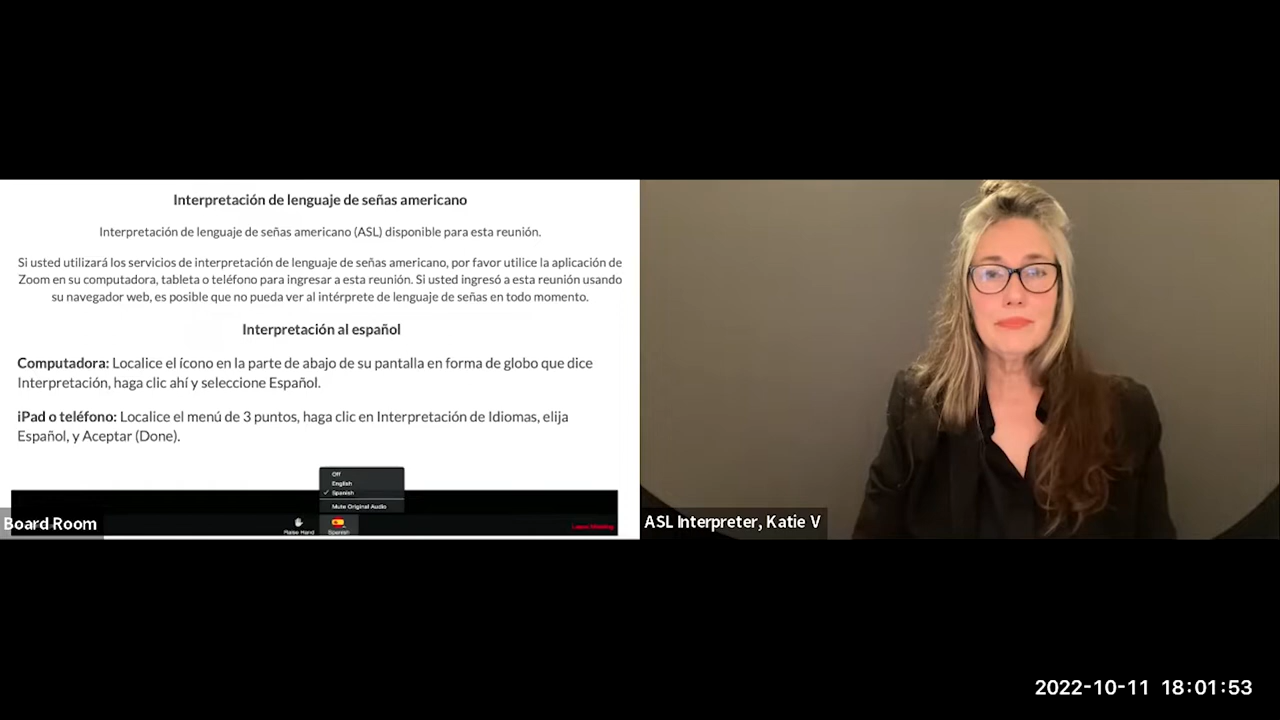 Interpretación de lenguaje de señas americano
Interpretación de lenguaje de señas americano (ASL) disponible para esta reunión.
Si usted utilizará los servicios de interpretación de lenguaje de señas americano, por favor utilice la aplicación de
Zoom en su computadora, tableta o teléfono para ingresar a esta reunión. Si usted ingresó a esta reunión usando
su navegador web, es posible que no pueda ver al intérprete de lenguaje de señas en todo momento.
Interpretación al español
Computadora: Localice el ícono en la parte de abajo de su pantalla en forma de globo que dice
Interpretación, haga clic ahí y seleccione Español.
iPad o teléfono: Localice el menú de 3 puntos, haga clic en Interpretación de Idiomas, elija
Español, y Aceptar (Done).
Off
English
✓ Spanish
Mute Original Audio
Raise Hand
Spanish
Leave Meeting
Board Room
ASL Interpreter, Katie V
2022-10-11 18:01:53